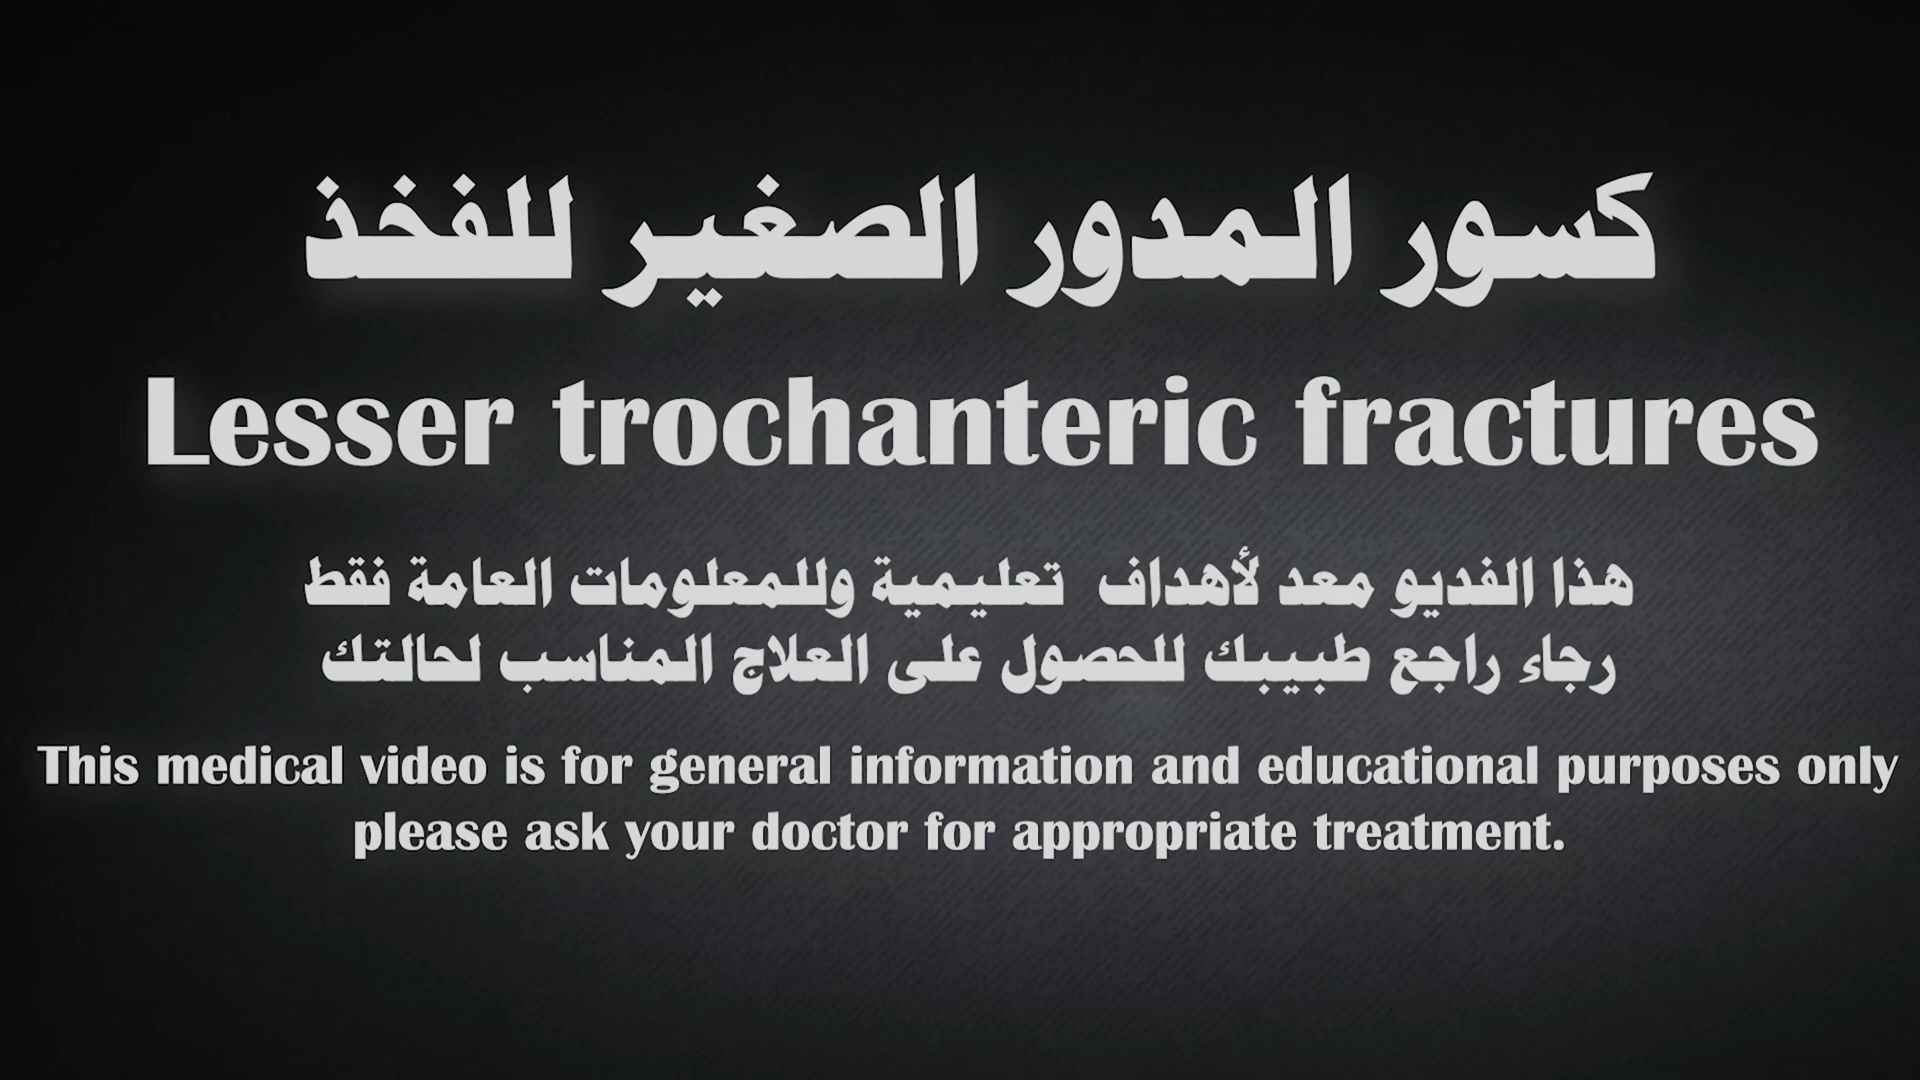 كسور المدور الصغير للفخذ
Lesser trochanteric fractures
هذا الفديو معد لأهداف تعليمية وللمعلومات العامة فقط
رجاء راجع طبيبك للحصول على العلاج المناسب لحالتك
This medical video is for general information and educational purposes only
please ask your doctor for appropriate treatment.